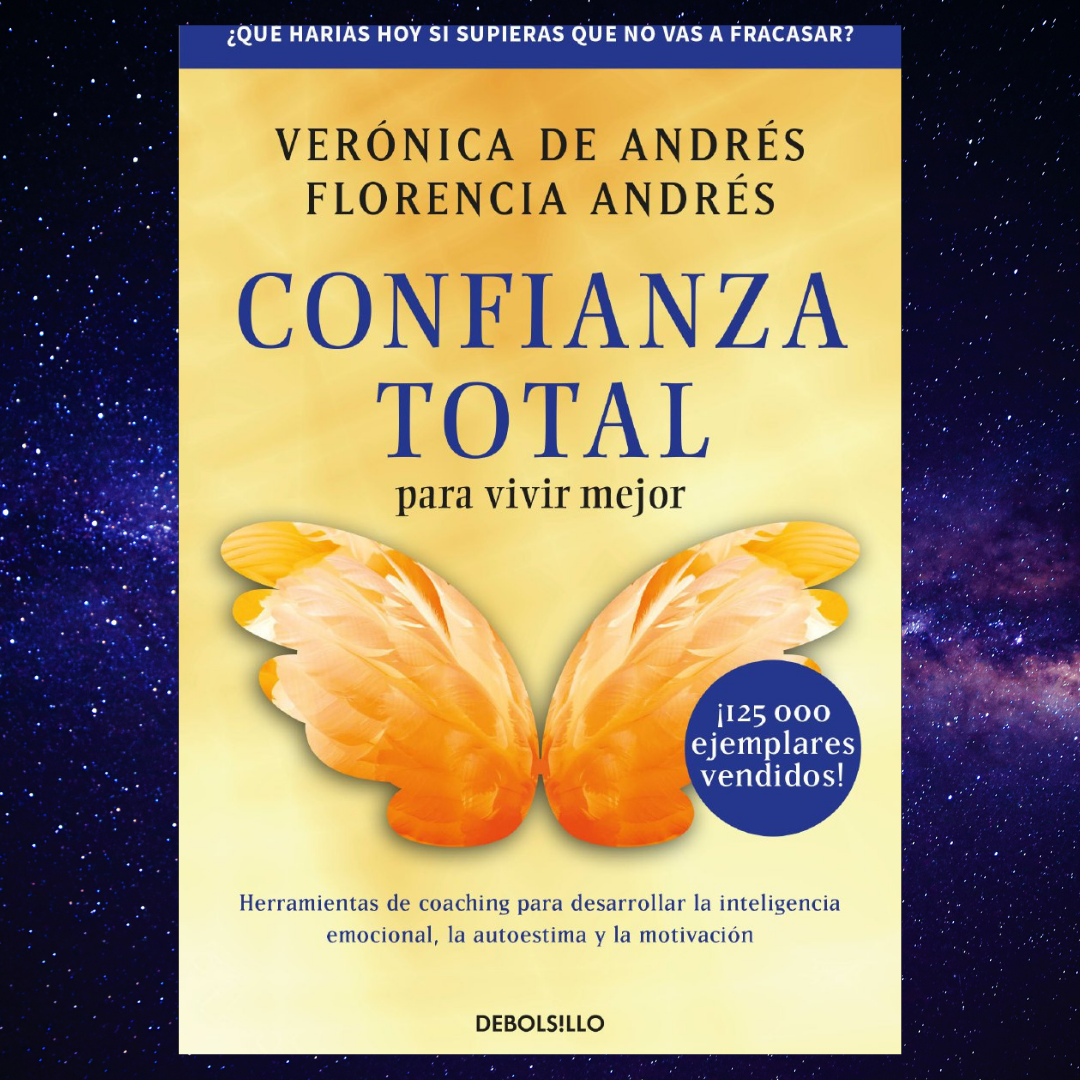 ¿QUE HARIAS HOY SI SUPIERAS QUE NO VAS A FRACASAR?
VERÓNICA DE ANDRÉS
FLORENCIA ANDRÉS
CONFIANZA
TOTAL
para vivir mejor
¡125 000
ejemplares
vendidos!
Herramientas de coaching para desarrollar la inteligencia
emocional, la autoestima y la motivación
DEBOLS!LLO